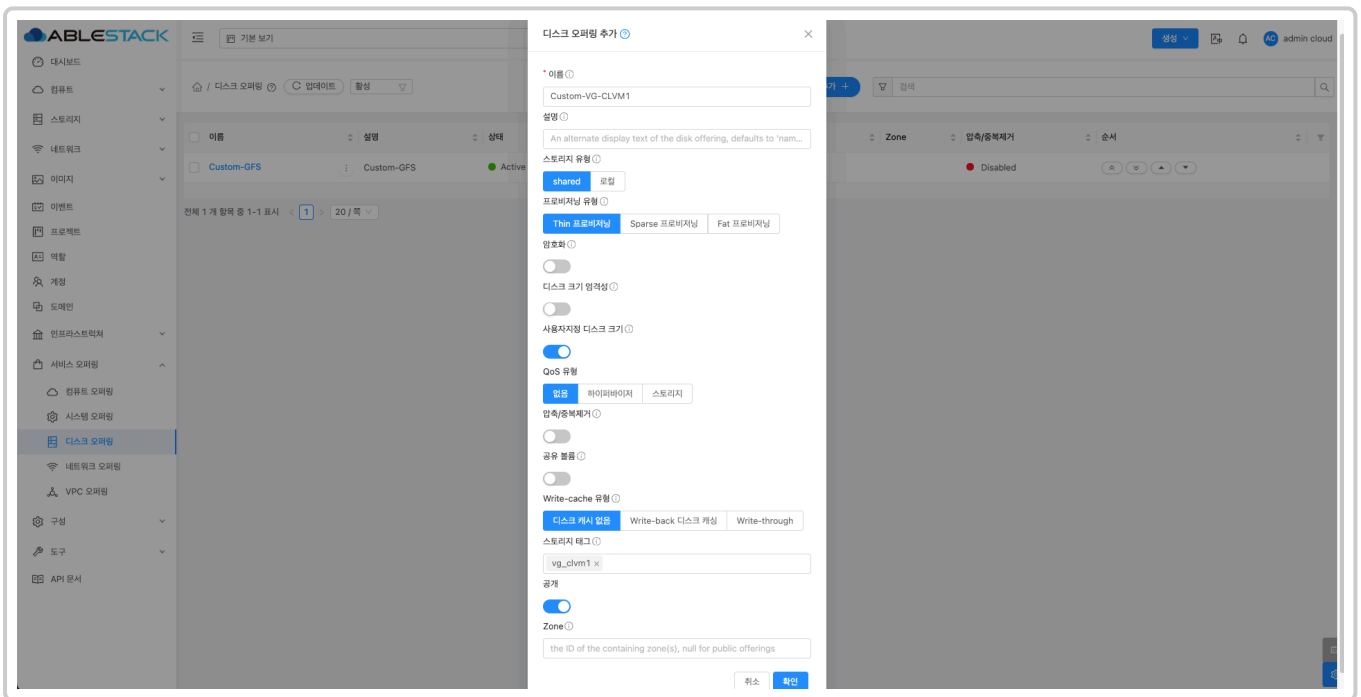 ABLESTACK
기본 보기
생성
AC admin cloud
대시보드
컴퓨트
스토리지
네트워크
이미지
이벤트
프로젝트
역할
계정
도메인
인프라스트럭쳐
서비스 오퍼링
컴퓨트 오퍼링
시스템 오퍼링
디스크 오퍼링
네트워크 오퍼링
VPC 오퍼링
구성
도구
API 문서
/ 디스크 오퍼링 업데이트 활성
검색
이름 설명 상태 Zone 압축/중복제거 순서
Custom-GFS Custom-GFS Active Disabled
전체 1 개 항목 중 1-1 표시 < 1 > 20 / 쪽
디스크 오퍼링 추가
* 이름
Custom-VG-CLVM1
설명
An alternate display text of the disk offering, defaults to 'nam...
스토리지 유형
shared 로컬
프로비저닝 유형
Thin 프로비저닝 Sparse 프로비저닝 Fat 프로비저닝
암호화
디스크 크기 엄격성
사용자지정 디스크 크기
QoS 유형
없음 하이퍼바이저 스토리지
압축/중복제거
공유 볼륨
Write-cache 유형
디스크 캐시 없음 Write-back 디스크 캐싱 Write-through
스토리지 태그
vg_clvm1 ×
공개
Zone
the ID of the containing zone(s), null for public offerings
취소 확인